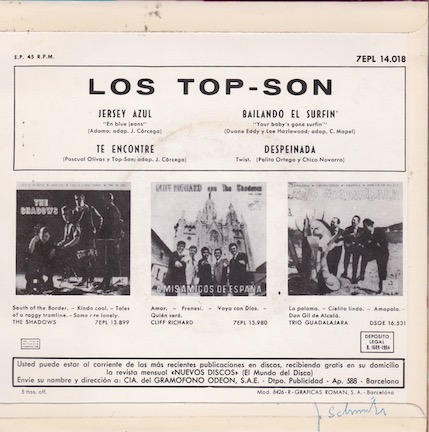 E.P. 45 R.P.M.
7EPL 14.018
LOS TOP-SON
JERSEY AZUL
"En blue jeans"
(Adamo; adap. J. Córcega)
BAILANDO EL SURFIN'
"Your baby's gone surfin"
(Duane Eddy y Lee Hazlewood; adap. C. Mapel)
TE ENCONTRE
(Pascual Olivas y Top-Son; adap. J. Córcega)
DESPEINADA
Twist. (Palito Ortega y Chico Novarro)
THE
SHADOWS
CLIFF RICHARD and The Shadows
A MIS AMIGOS DE ESPAÑA
South of the Border. – Kinda cool. – Tales
of a raggy tramline. – Some are lonely.
THE SHADOWS 7EPL 13.899
Amor. – Frenesí. – Vaya con Dios. –
Quién será.
CLIFF RICHARD 7EPL 13.980
La paloma. – Cielito lindo. – Amapola.
Don Gil de Alcalá.
TRIO GUADALAJARA DSOE 16.531
DEPOSITO
LEGAL
Usted puede estar al corriente de las más recientes publicaciones en discos, recibiendo gratis en su domicilio
la revista mensual «NUEVOS DISCOS» (El Mundo del Disco)
Envíe su nombre y dirección a: CIA. del GRAMOFONO ODEON, S.A.E. - Dtpo. Publicidad - Ap. 588 - Barcelona
Mod. 8426-R - GRAFICAS ROMAN, S. A. - Barcelona